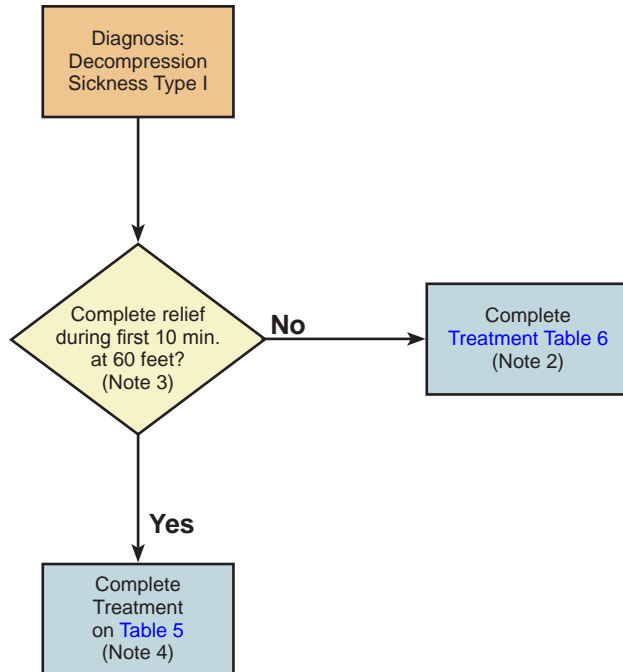 Diagnosis:
Decompression
Sickness Type I
Complete relief
during first 10 min.
at 60 feet?
(Note 3)
No
Complete
Treatment Table 6
(Note 2)
Yes
Complete
Treatment
on Table 5
(Note 4)